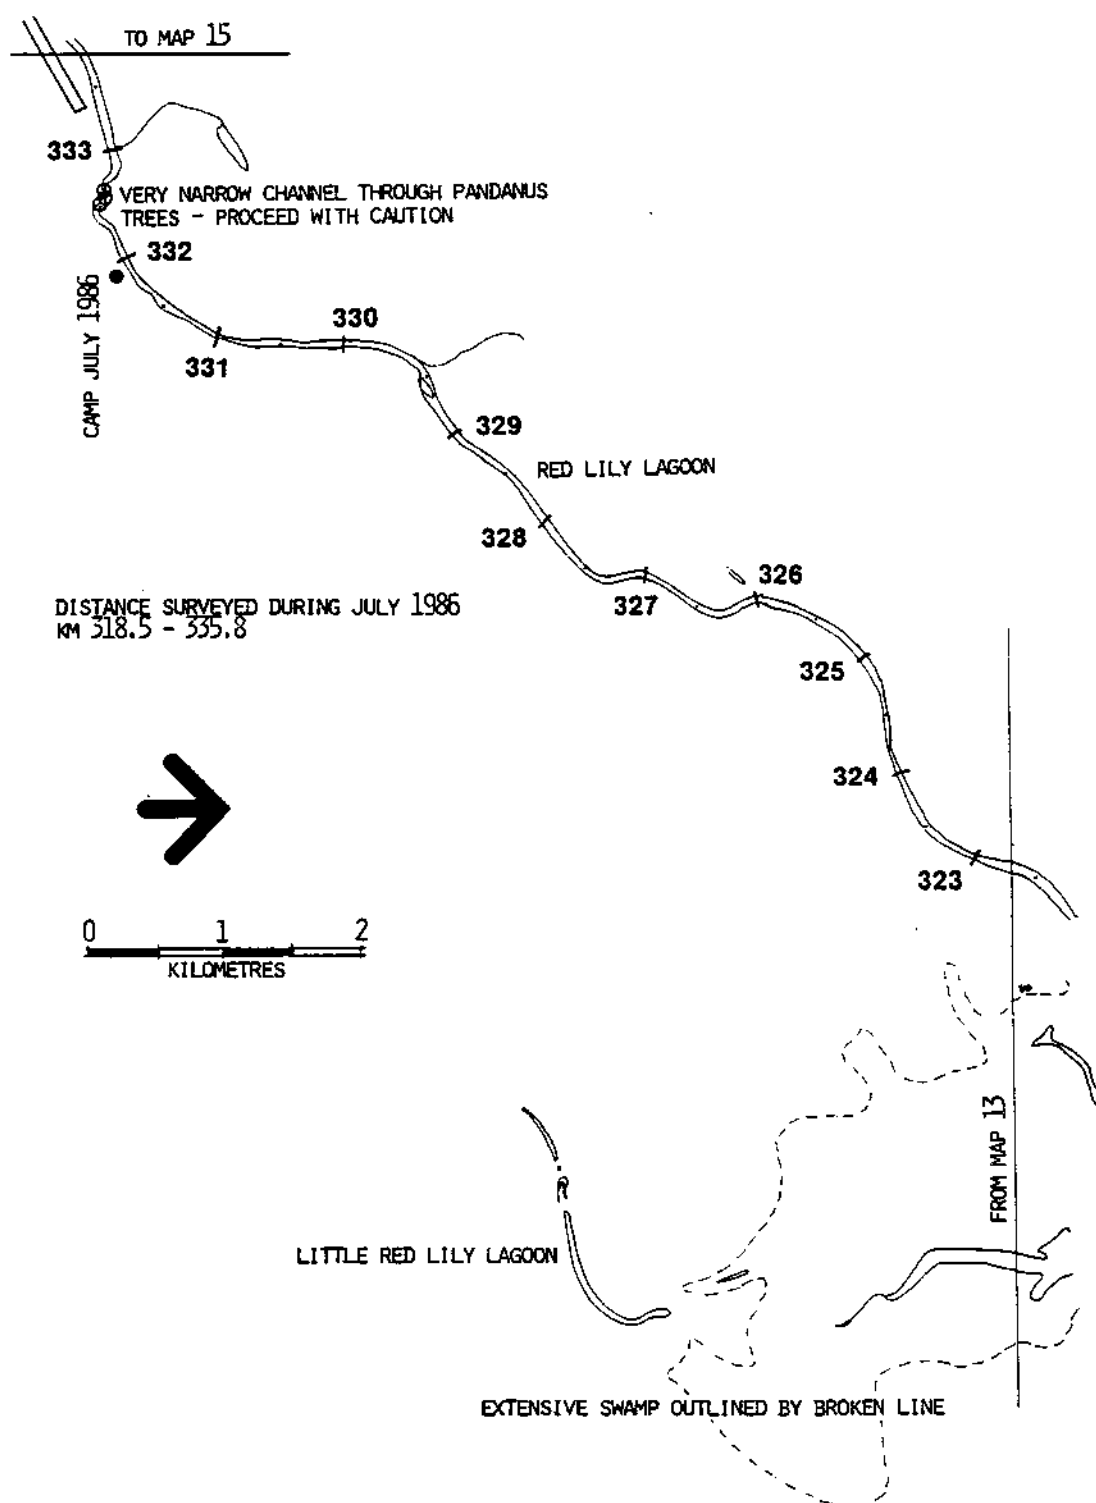 TO MAP 15
333
VERY NARROW CHANNEL THROUGH PANDANUS
TREES - PROCEED WITH CAUTION
332
CAMP JULY 1986
330
331
329
RED LILY LAGOON
328
326
327
DISTANCE SURVEYED DURING JULY 1986
KM 318.5 - 335.8
325
324
323
0 1 2
KILOMETRES
FROM MAP 13
LITTLE RED LILY LAGOON
EXTENSIVE SWAMP OUTLINED BY BROKEN LINE